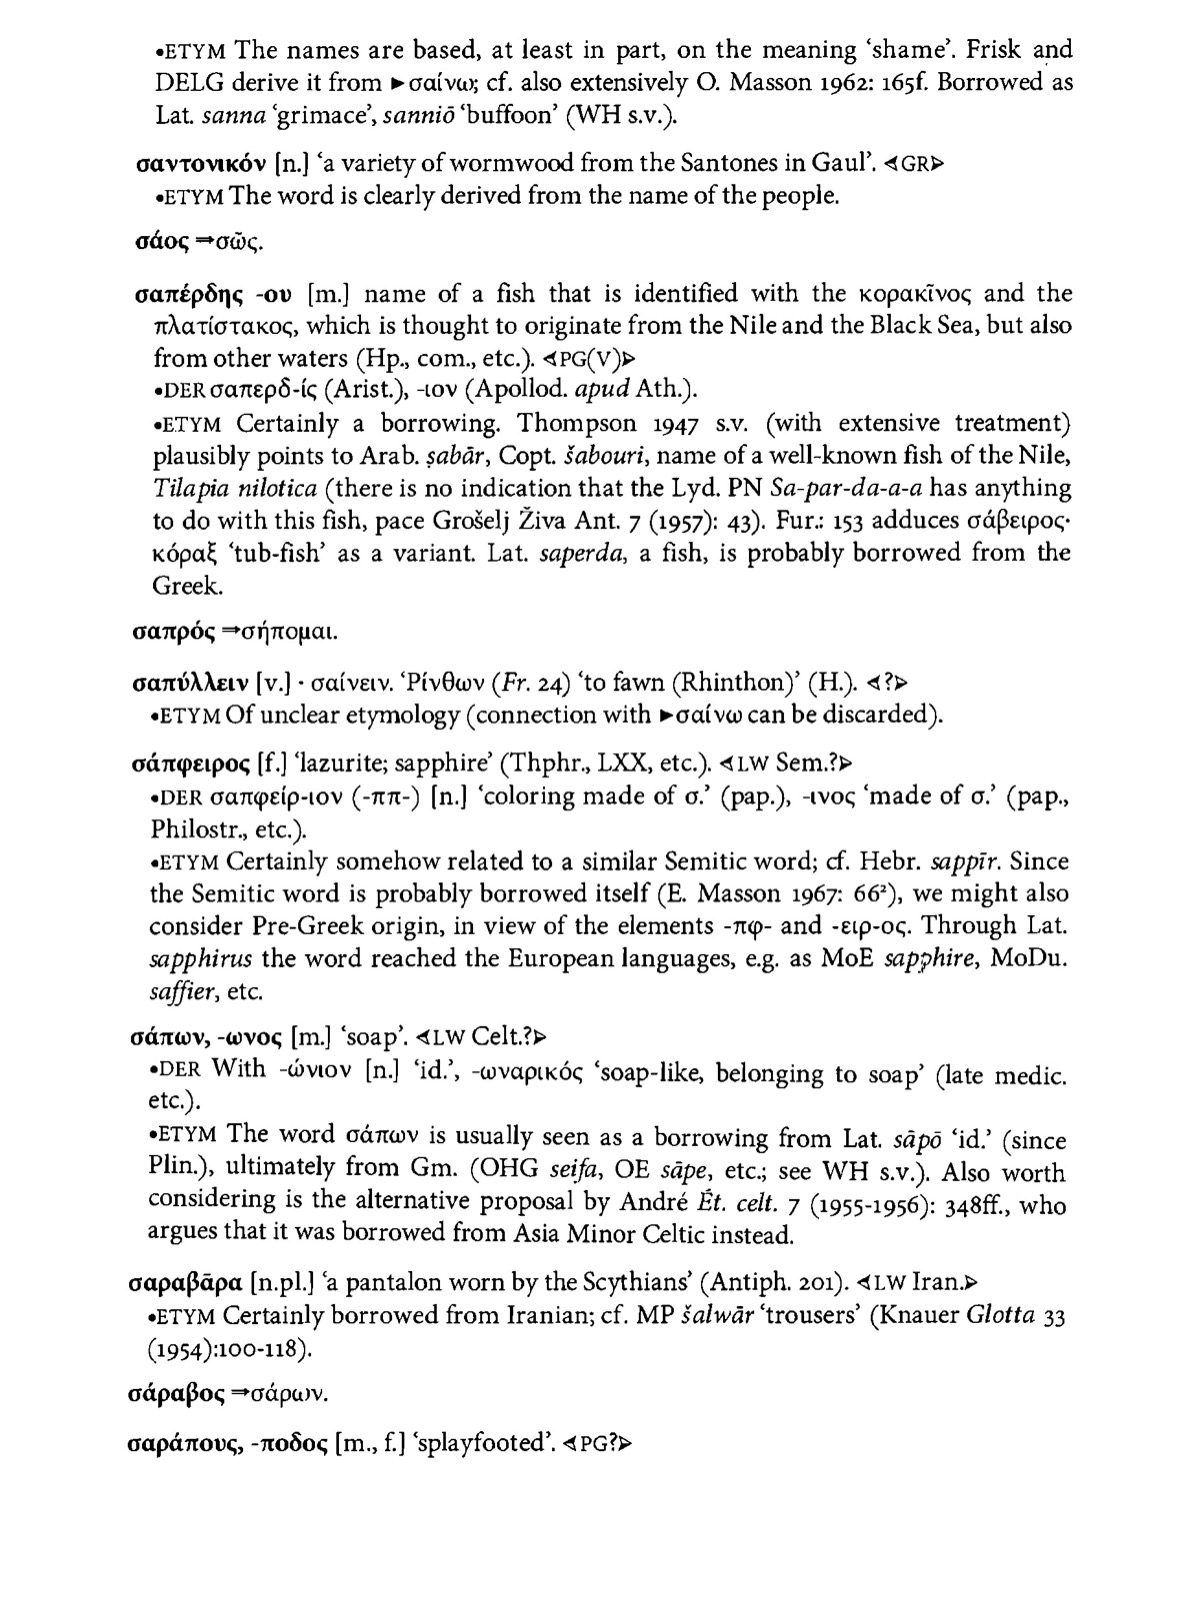 •ETYM The names are based, at least in part, on the meaning ‘shame’. Frisk and
DELG derive it from ►σαίνω; cf. also extensively O. Masson 1962: 165f. Borrowed as
Lat. sanna ‘grimace’, sanniō ‘buffoon’ (WH s.v.).
σαντονικόν [n.] ‘a variety of wormwood from the Santones in Gaul’. ⊲GR⊳
•ETYM The word is clearly derived from the name of the people.
σάος ⇒σῶς.
σαπέρδης -ου [m.] name of a fish that is identified with the κορακῖνος and the
πλατίστακος, which is thought to originate from the Nile and the Black Sea, but also
from other waters (Hp., com., etc.). ⊲PG(V)⊳
•DER σαπερδ-ίς (Arist.), -ιον (Apollod. apud Ath.).
•ETYM Certainly a borrowing. Thompson 1947 s.v. (with extensive treatment)
plausibly points to Arab. ṣabār, Copt. šabouri, name of a well-known fish of the Nile,
Tilapia nilotica (there is no indication that the Lyd. PN Sa-par-da-a-a has anything
to do with this fish, pace Grošelj Živa Ant. 7 (1957): 43). Fur.: 153 adduces σάβειρος·
κόραξ ‘tub-fish’ as a variant. Lat. saperda, a fish, is probably borrowed from the
Greek.
σαπρός ⇒σήπομαι.
σαπύλλειν [v.] · σαίνειν. Ῥίνθων (Fr. 24) ‘to fawn (Rhinthon)’ (H.). ⊲?⊳
•ETYM Of unclear etymology (connection with ►σαίνω can be discarded).
σάπφειρος [f.] ‘lazurite; sapphire’ (Thphr., LXX, etc.). ⊲LW Sem.?⊳
•DER σαπφείρ-ιον (-ππ-) [n.] ‘coloring made of σ.’ (pap.), -ινος ‘made of σ.’ (pap.,
Philostr., etc.).
•ETYM Certainly somehow related to a similar Semitic word; cf. Hebr. sappīr. Since
the Semitic word is probably borrowed itself (E. Masson 1967: 66²), we might also
consider Pre-Greek origin, in view of the elements -πφ- and -ειρ-ος. Through Lat.
sapphirus the word reached the European languages, e.g. as MoE sapphire, MoDu.
saffier, etc.
σάπων, -ωνος [m.] ‘soap’. ⊲LW Celt.?⊳
•DER With -ώνιον [n.] ‘id.’, -ωναρικός ‘soap-like, belonging to soap’ (late medic.
etc.).
•ETYM The word σάπων is usually seen as a borrowing from Lat. sāpō ‘id.’ (since
Plin.), ultimately from Gm. (OHG seifa, OE sāpe, etc.; see WH s.v.). Also worth
considering is the alternative proposal by André Ét. celt. 7 (1955-1956): 348ff., who
argues that it was borrowed from Asia Minor Celtic instead.
σαραβᾶρα [n.pl.] ‘a pantalon worn by the Scythians’ (Antiph. 201). ⊲LW Iran.⊳
•ETYM Certainly borrowed from Iranian; cf. MP šalwār ‘trousers’ (Knauer Glotta 33
(1954):100-118).
σάραβος ⇒σάρων.
σαράπους, -ποδος [m., f.] ‘splayfooted’. ⊲PG?⊳